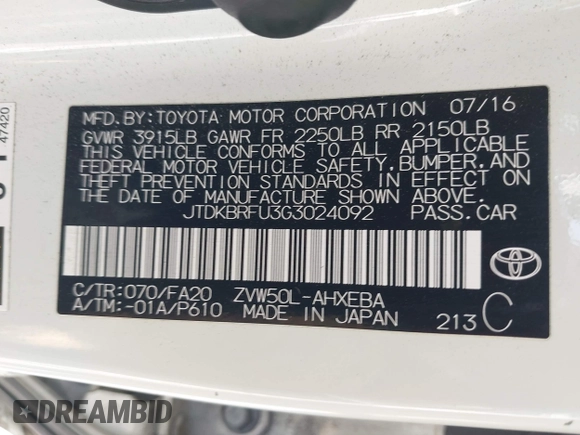 MFD.BY:TOYOTA MOTOR CORPORATION 07/16
GVWR 3915LB GAWR FR 2250LB RR 2150LB
THIS VEHICLE CONFORMS TO ALL APPLICABLE
FEDERAL MOTOR VEHICLE SAFETY, BUMPER, AND
THEFT PREVENTION STANDARDS IN EFFECT ON
THE DATE OF MANUFACTURE SHOWN ABOVE.
JTDKBRFU3G3024092 PASS.CAR
C/TR:070/FA20 ZVW50L-AHXEBA
A/TM:-01A/P610 MADE IN JAPAN 213 C
TOYOTA
47420
DREAMBID